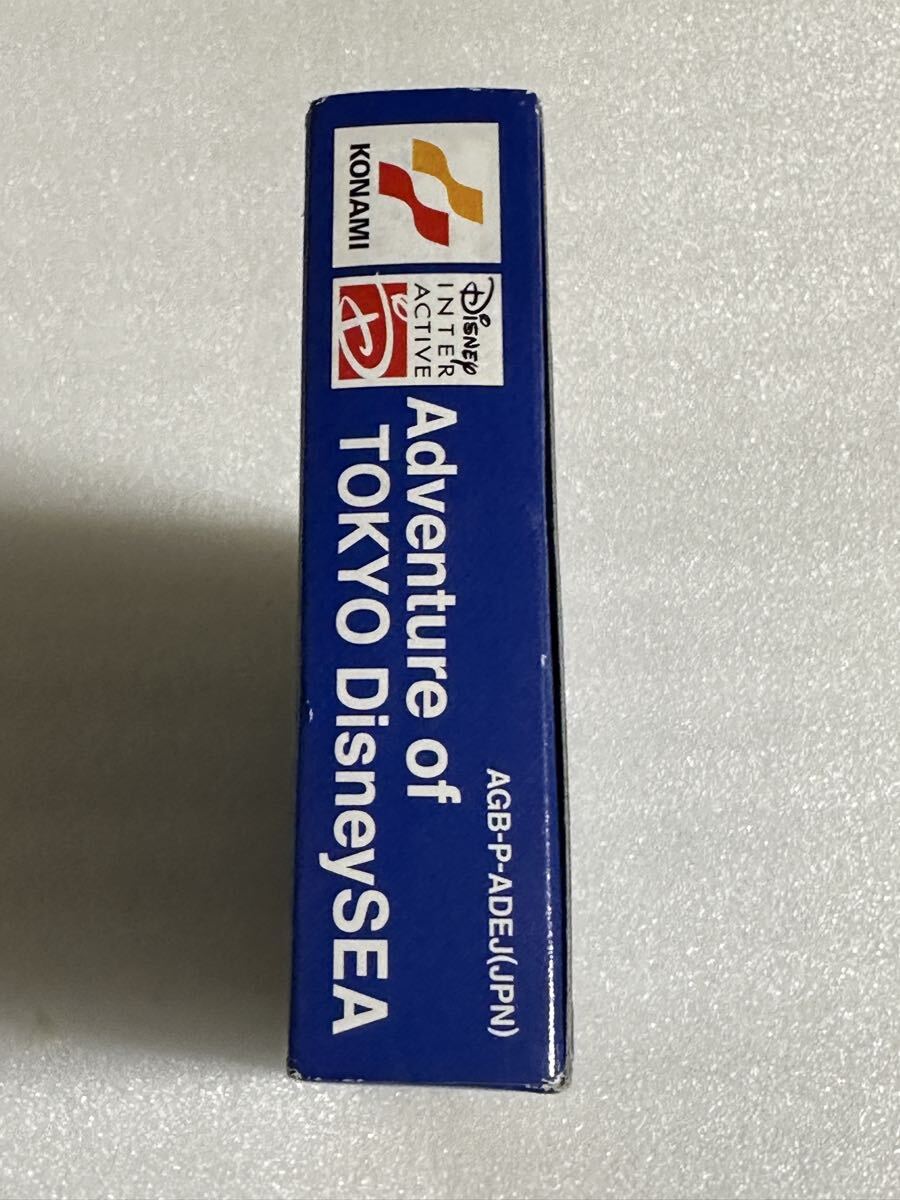 KONAMI
Disney
INTER
ACTIVE
Adventure of
TOKYO DisneySEA
AGB-P-ADEJ(JPN)